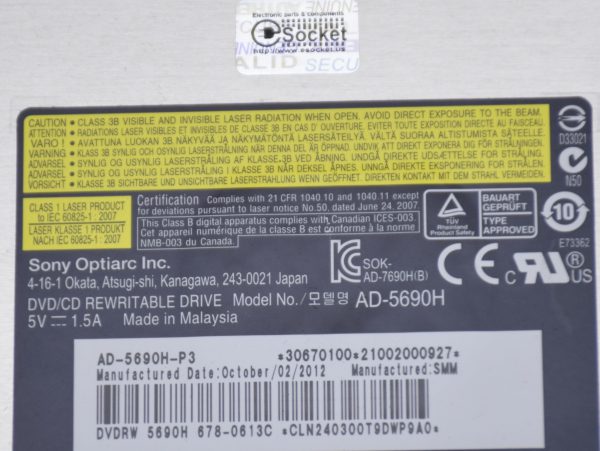 Electronic parts & components
eSocket
http://www.esocket.us
VALID SECU
CAUTION • CLASS 3B VISIBLE AND INVISIBLE LASER RADIATION WHEN OPEN. AVOID DIRECT EXPOSURE TO THE BEAM.
ATTENTION • RADIATIONS LASER VISIBLES ET INVISIBLES DE CLASSE 3B EN CAS D' OUVERTURE. EVITER TOUTE EXPOSITION DIRECTE AU FAISCEAU.
VARO ! • AVATTUNA LUOKAN 3B NÄKYVÄÄ JA NÄKYMÄTÖNTÄ LASERSÄTEILYÄ. VÄLTÄ SUORAA ALTISTUMISTA SÄTEELLE.
VARNING • KLASS 3B SYNLIG OCH OSYNLIG LASERSTRÅLNING NÄR DENNA DEL ÄR ÖPPNAD. UNDVIK ATT DIREKT EXPONERA DIG FÖR STRÅLNINGEN.
ADVARSEL • SYNLIG OG USYNLIG LASERSTRÅLING AF KLASSE 3B VED ÅBNING. UNDGÅ DIREKTE UDSÆTTELSE FOR STRÅLING.
ADVARSEL • SYNLIG OG USYNLIG LASERSTRÅLING AV KLASSE 3B NÅR DEKSEL ÅPNES. UNNGÅ DIREKTE EKSPONERING FOR STRÅLEN.
VORSICHT • KLASSE 3B SICHTBARE UND UNSICHTBARE LASERSTRAHLUNG WENN GEÖFFNET. DIREKTEN KONTAKT MIT DEM STRAHL VERMEIDEN.
D33021
N50
CLASS 1 LASER PRODUCT
to IEC 60825-1: 2007
LASER KLASSE 1 PRODUKT
NACH IEC 60825-1: 2007
Certification Complies with 21 CFR 1040 10 and 1040 11 except
for deviations pursuant to laser notice No.50, date June 24, 2007.
This Class B digital apparatus complies with Canadian ICES-003.
Cet appareil numérique de la classe B est conforme à la norme
NMB-003 du Canada.
TÜV
Rheinland
Product Safety
BAUART
GEPRÜFT
TYPE
APPROVED
10
E73362
Sony Optiarc Inc.
4-16-1 Okata, Atsugi-shi, Kanagawa, 243-0021 Japan
SOK-
AD-7690H(B)
CE
c RU US
DVD/CD REWRITABLE DRIVE Model No./모델명 AD-5690H
5V ⎓ 1.5A Made in Malaysia
AD-5690H-P3 *30670100*21002000927*
Manufactured Date:October/02/2012 Manufactured:SMM
DVDRW 5690H 678-0613C *CLN240300T9DWP9A0*